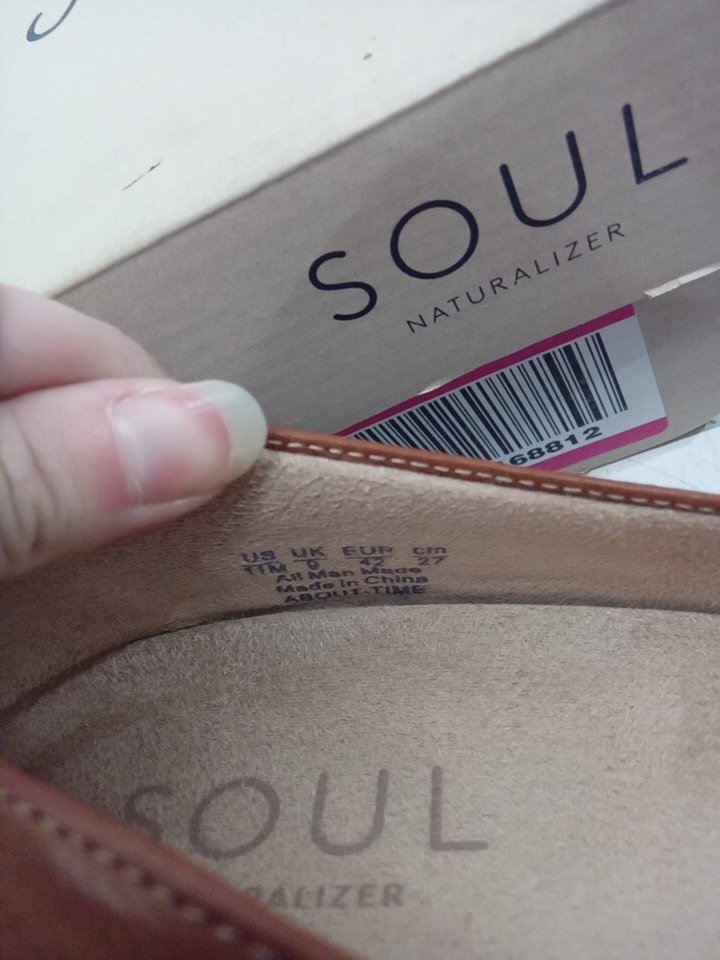 SOUL
NATURALIZER
68812
US UK EUR cm
11M 9 42 27
All Man Made
Made in China
ABOUT-TIME
SOUL
RALIZER